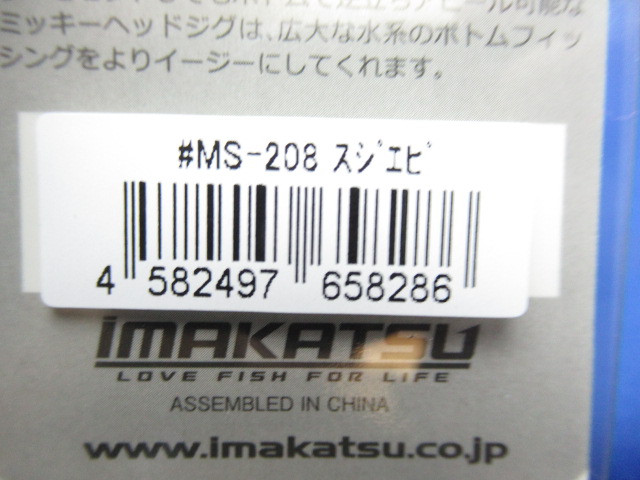 ミッキーヘッドジグは、広大な水系のボトムフィッ
シングをよりイージーにしてくれます。
#MS-208 ｽｼﾞｴﾋﾞ
4 582497 658286
IMAKATSU
LOVE FISH FOR LIFE
ASSEMBLED IN CHINA
www.imakatsu.co.jp